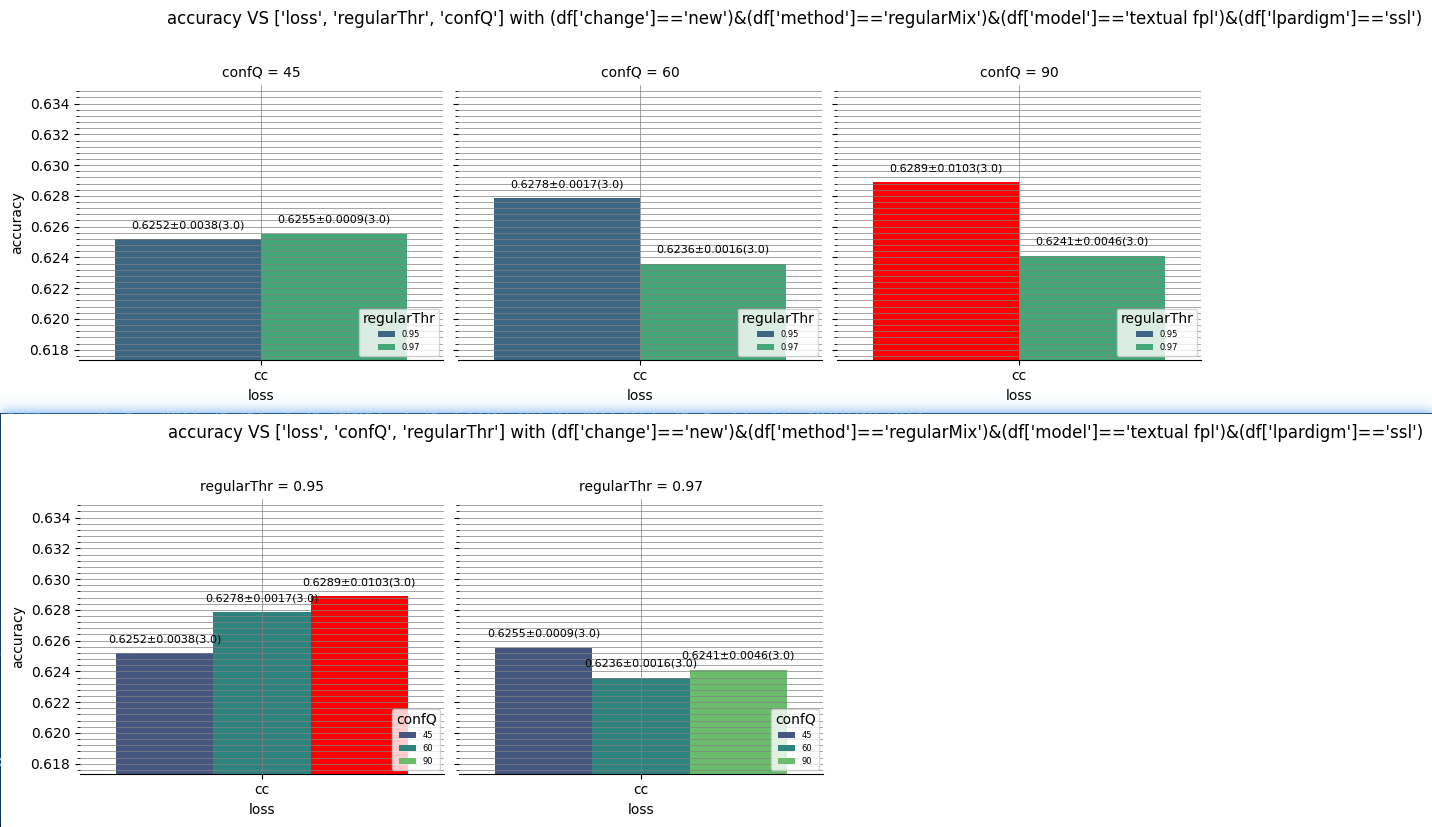 accuracy VS ['loss', 'regularThr', 'confQ'] with (df['change']=='new')&(df['method']=='regularMix')&(df['model']=='textual fpl')&(df['lpardigm']=='ssl')
confQ = 45
confQ = 60
confQ = 90
accuracy
0.634
0.632
0.630
0.628
0.626
0.624
0.622
0.620
0.618
0.6252±0.0038(3.0)
0.6255±0.0009(3.0)
0.6278±0.0017(3.0)
0.6236±0.0016(3.0)
0.6289±0.0103(3.0)
0.6241±0.0046(3.0)
regularThr
0.95
0.97
regularThr
0.95
0.97
regularThr
0.95
0.97
cc
cc
cc
loss
loss
loss
accuracy VS ['loss', 'confQ', 'regularThr'] with (df['change']=='new')&(df['method']=='regularMix')&(df['model']=='textual fpl')&(df['lpardigm']=='ssl')
regularThr = 0.95
regularThr = 0.97
accuracy
0.634
0.632
0.630
0.628
0.626
0.624
0.622
0.620
0.618
0.6252±0.0038(3.0)
0.6278±0.0017(3.0)
0.6289±0.0103(3.0)
0.6255±0.0009(3.0)
0.6236±0.0016(3.0)
0.6241±0.0046(3.0)
confQ
45
60
90
confQ
45
60
90
cc
cc
loss
loss